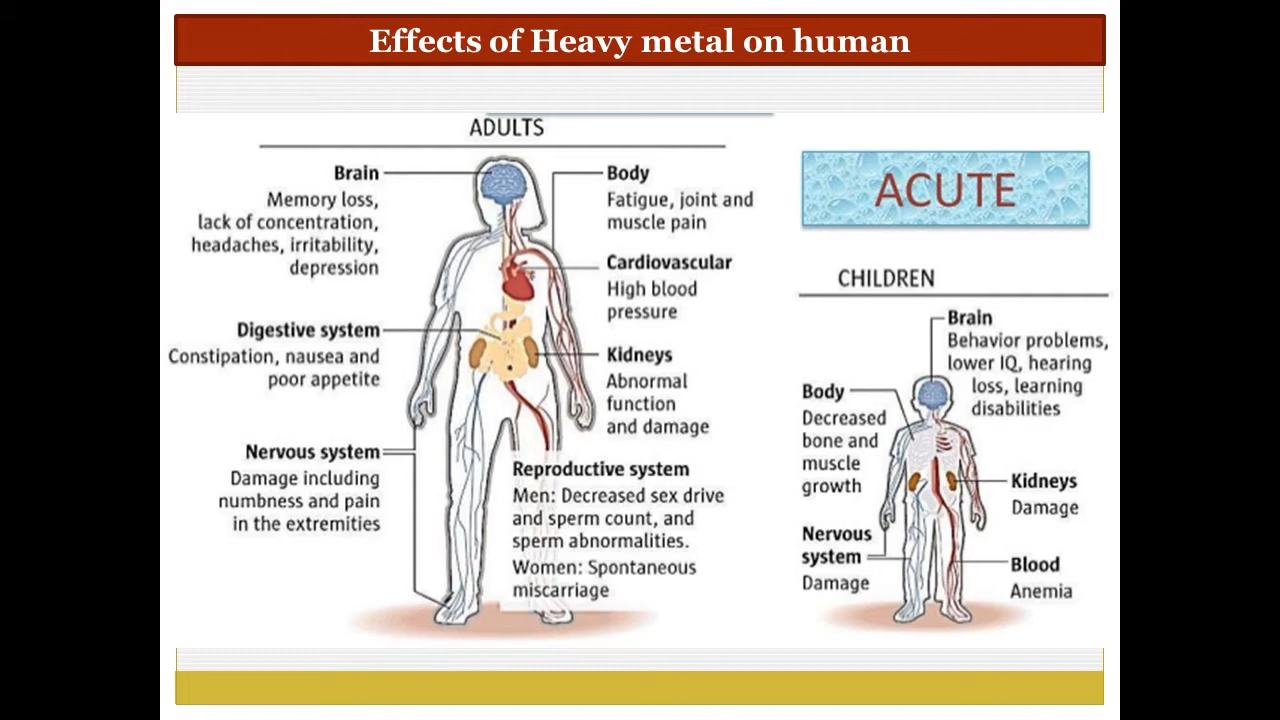 Effects of Heavy metal on human
ADULTS
Brain
Memory loss,
lack of concentration,
headaches, irritability,
depression
Digestive system
Constipation, nausea and
poor appetite
Nervous system
Damage including
numbness and pain
in the extremities
Body
Fatigue, joint and
muscle pain
Cardiovascular
High blood
pressure
Kidneys
Abnormal
function
and damage
Reproductive system
Men: Decreased sex drive
and sperm count, and
sperm abnormalities.
Women: Spontaneous
miscarriage
ACUTE
CHILDREN
Brain
Behavior problems,
lower IQ, hearing
loss, learning
disabilities
Body
Decreased
bone and
muscle
growth
Nervous
system
Damage
Kidneys
Damage
Blood
Anemia